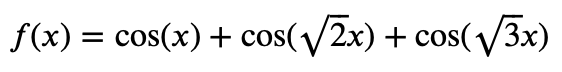 f(x) = cos(x) + cos(√2x) + cos(√3x)